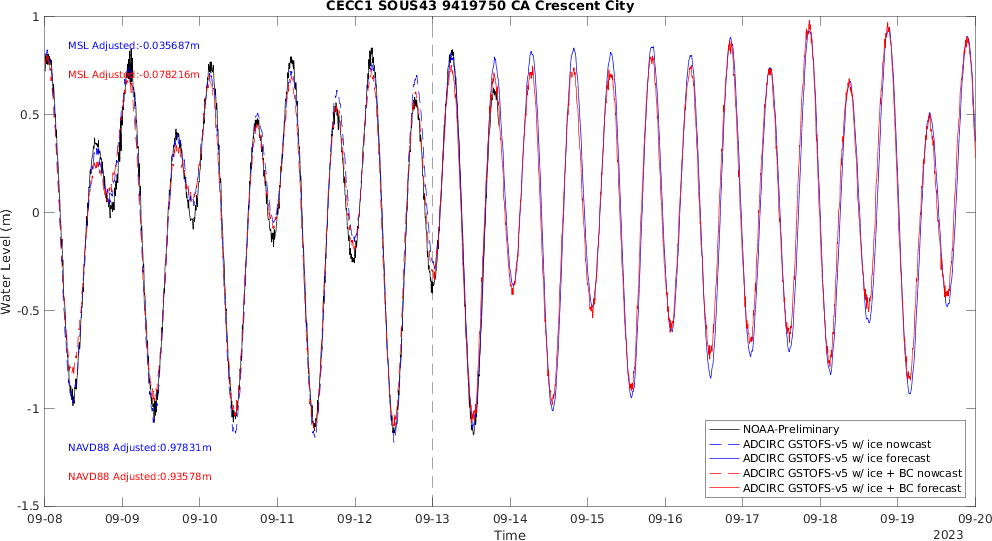 CECC1 SOUS43 9419750 CA Crescent City
MSL Adjusted:-0.035687m
MSL Adjusted:-0.078216m
NAVD88 Adjusted:0.97831m
NAVD88 Adjusted:0.93578m
Water Level (m)
1
0.5
0
-0.5
-1
-1.5
NOAA-Preliminary
ADCIRC GSTOFS-v5 w/ ice nowcast
ADCIRC GSTOFS-v5 w/ ice forecast
ADCIRC GSTOFS-v5 w/ ice + BC nowcast
ADCIRC GSTOFS-v5 w/ ice + BC forecast
09-08 09-09 09-10 09-11 09-12 09-13 09-14 09-15 09-16 09-17 09-18 09-19 09-20
Time
2023